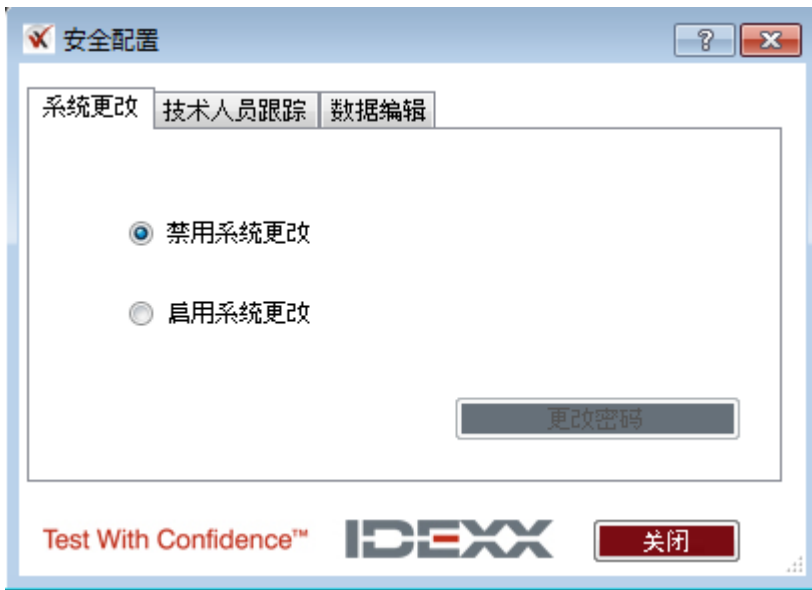 安全配置
系统更改 技术人员跟踪 数据编辑
禁用系统更改
启用系统更改
更改密码
Test With Confidence™ IDEXX 关闭